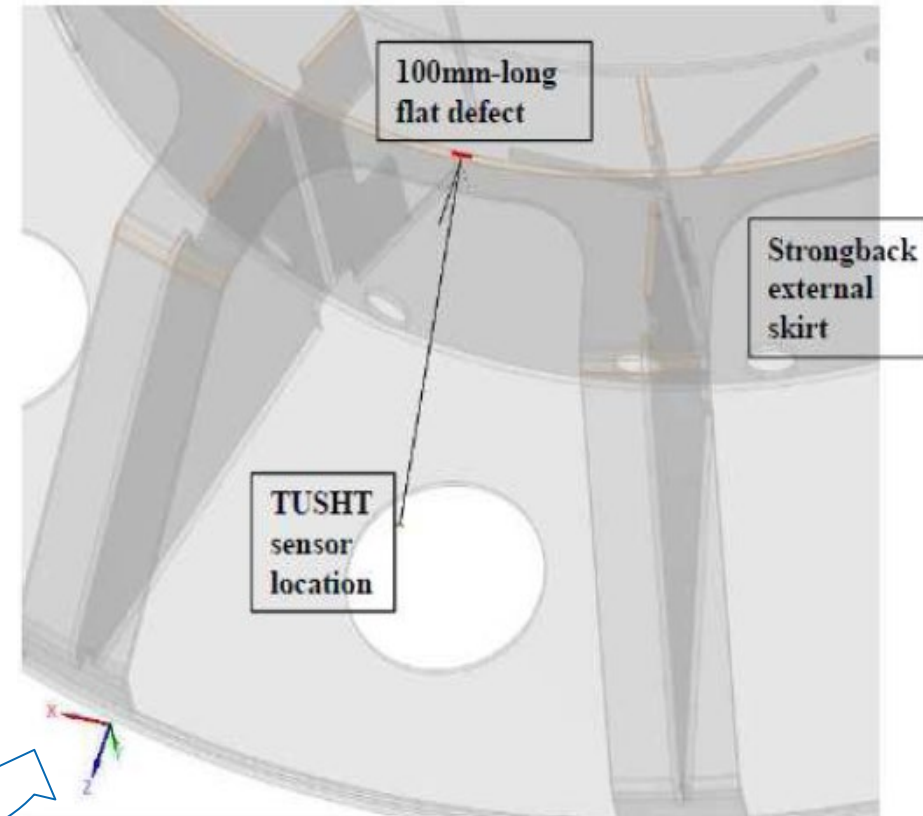 100mm-long
flat defect
Strongback
external
skirt
TUSHT
sensor
location
X
Z